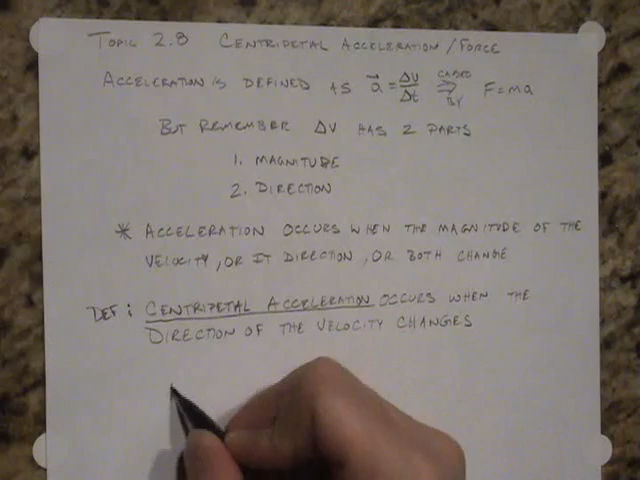 TOPIC 2.8 CENTRIPETAL ACCELERATION / FORCE
ACCELERATION IS DEFINED AS a⃗ = ΔV/Δt CAUSED BY ⇒ F=ma
BUT REMEMBER ΔV HAS 2 PARTS
1. MAGNITUDE
2. DIRECTION
* ACCELERATION OCCURS WHEN THE MAGNITUDE OF THE
VELOCITY, OR IT DIRECTION, OR BOTH CHANGE
DEF: CENTRIPETAL ACCELERATION OCCURS WHEN THE
DIRECTION OF THE VELOCITY CHANGES